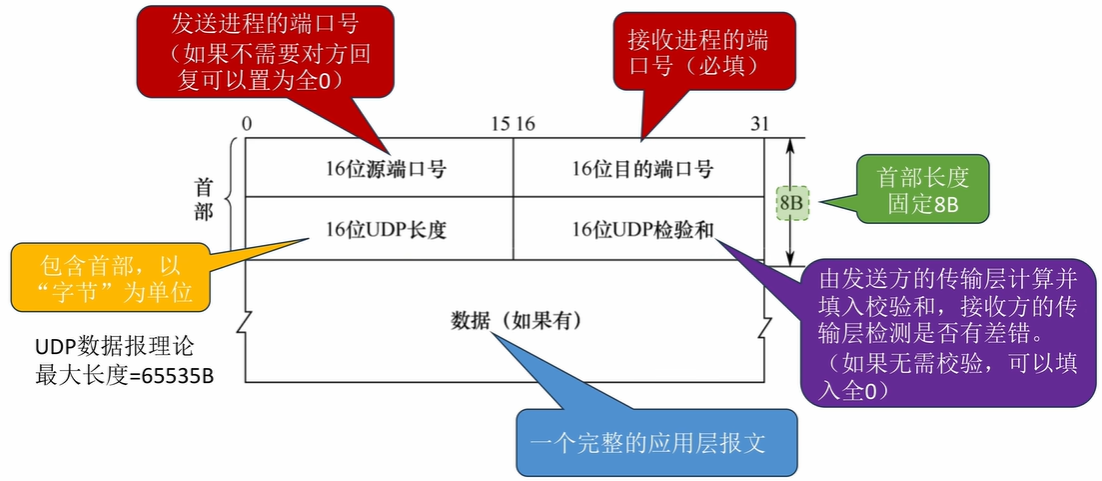 发送进程的端口号
（如果不需要对方回
复可以置为全0）
接收进程的端
口号（必填）
0
15 16
31
16位源端口号
16位目的端口号
首
部
8B
首部长度
固定8B
16位UDP长度
16位UDP检验和
包含首部，以
“字节”为单位
由发送方的传输层计算并
填入校验和，接收方的传
输层检测是否有差错。
（如果无需校验，可以填
入全0）
数据（如果有）
UDP数据报理论
最大长度=65535B
一个完整的应用层报文